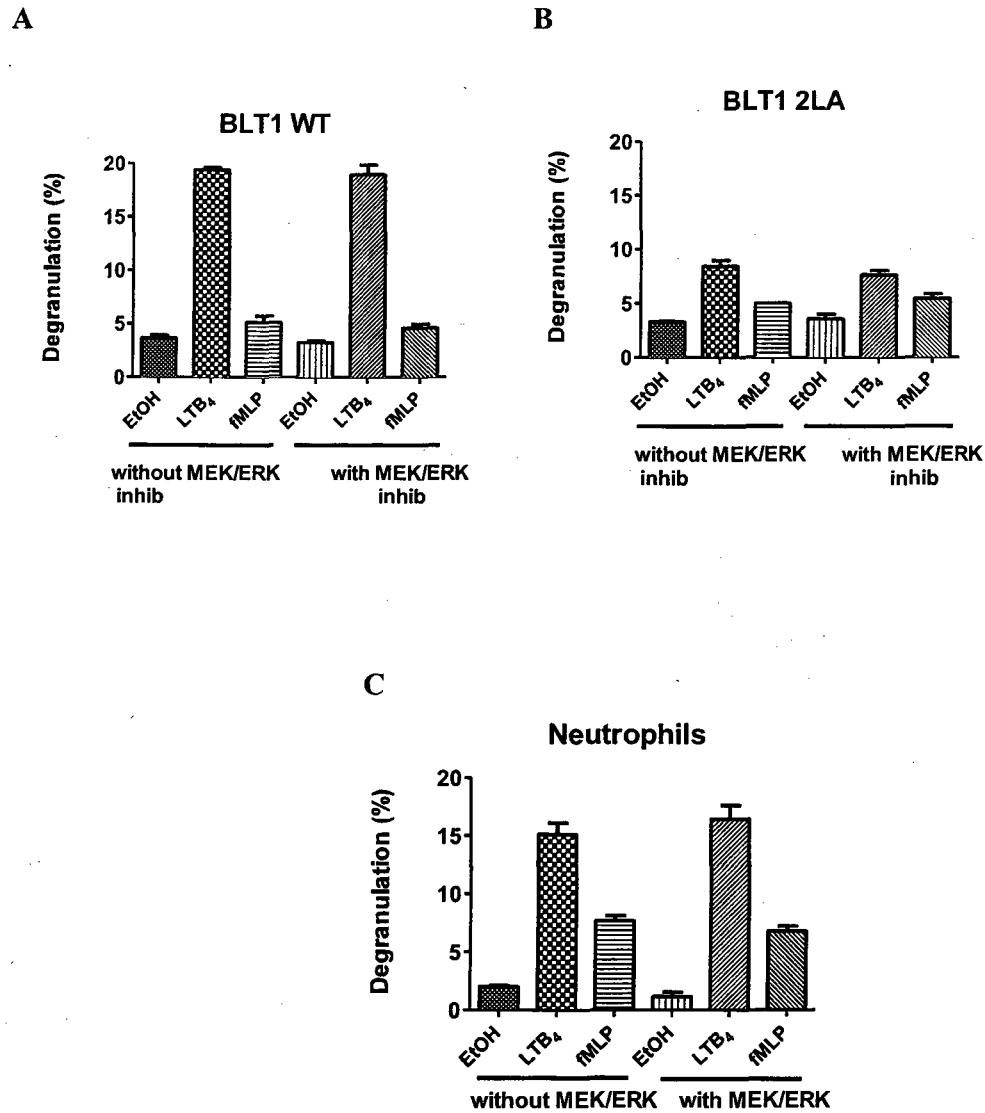 A
BLT1 WT
Degranulation (%)
20
15
10
5
0
EtOH
LTB4
fMLP
EtOH
LTB4
fMLP
without MEK/ERK
inhib
with MEK/ERK
inhib
B
BLT1 2LA
Degranulation (%)
20
15
10
5
0
EtOH
LTB4
fMLP
EtOH
LTB4
fMLP
without MEK/ERK
inhib
with MEK/ERK
inhib
C
Neutrophils
Degranulation (%)
20
15
10
5
0
EtOH
LTB4
fMLP
EtOH
LTB4
fMLP
without MEK/ERK
with MEK/ERK